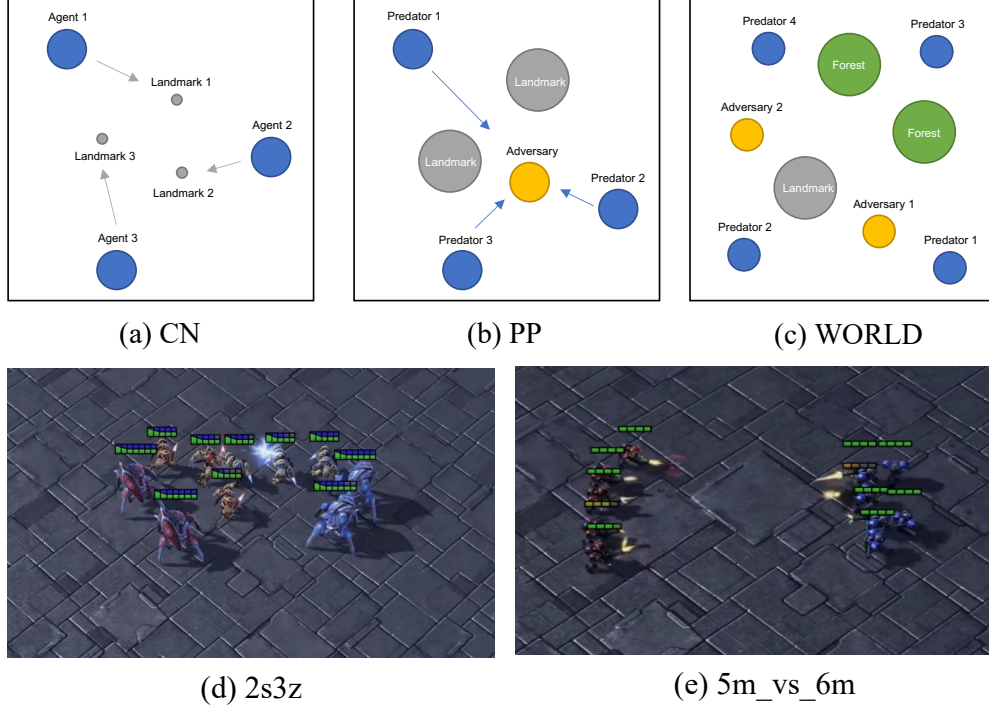 Agent 1
Landmark 1
Agent 2
Landmark 3
Landmark 2
Agent 3
(a) CN
Predator 1
Landmark
Landmark
Adversary
Predator 2
Predator 3
(b) PP
Predator 4
Predator 3
Forest
Adversary 2
Forest
Landmark
Adversary 1
Predator 2
Predator 1
(c) WORLD
(d) 2s3z
(e) 5m_vs_6m